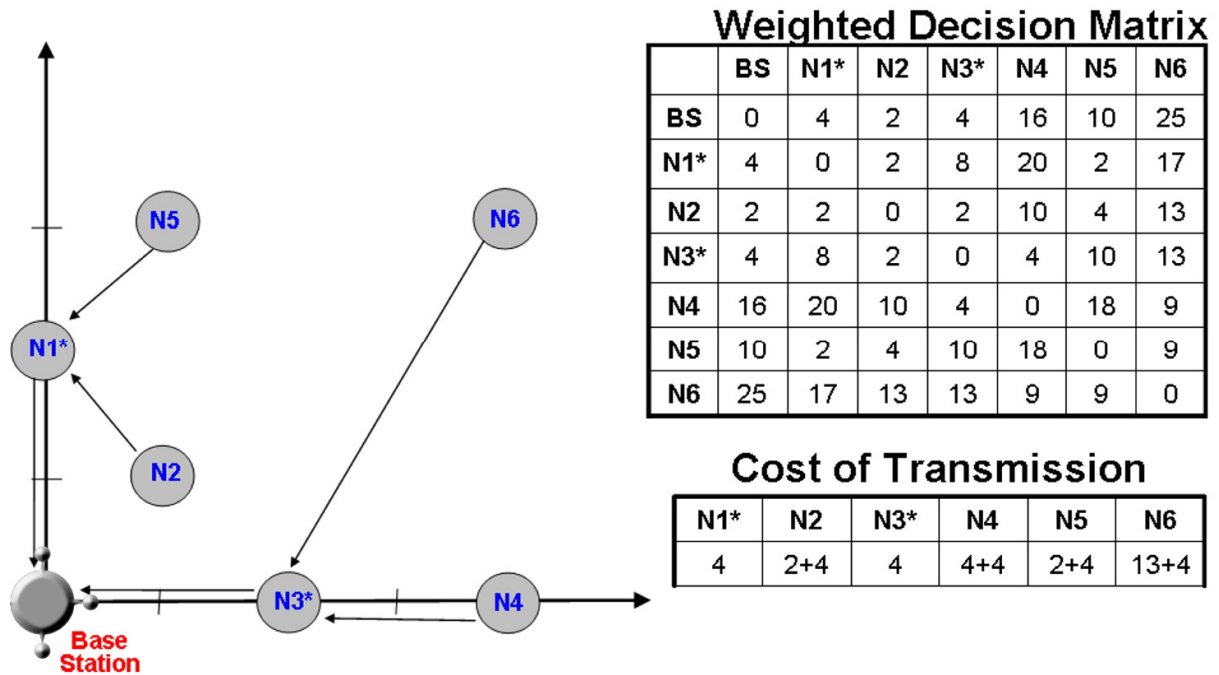 Weighted Decision Matrix
BS N1* N2 N3* N4 N5 N6
BS 0 4 2 4 16 10 25
N1* 4 0 2 8 20 2 17
N2 2 2 0 2 10 4 13
N3* 4 8 2 0 4 10 13
N4 16 20 10 4 0 18 9
N5 10 2 4 10 18 0 9
N6 25 17 13 13 9 9 0
Cost of Transmission
N1* N2 N3* N4 N5 N6
4 2+4 4 4+4 2+4 13+4
N5
N6
N1*
N2
N3*
N4
Base
Station